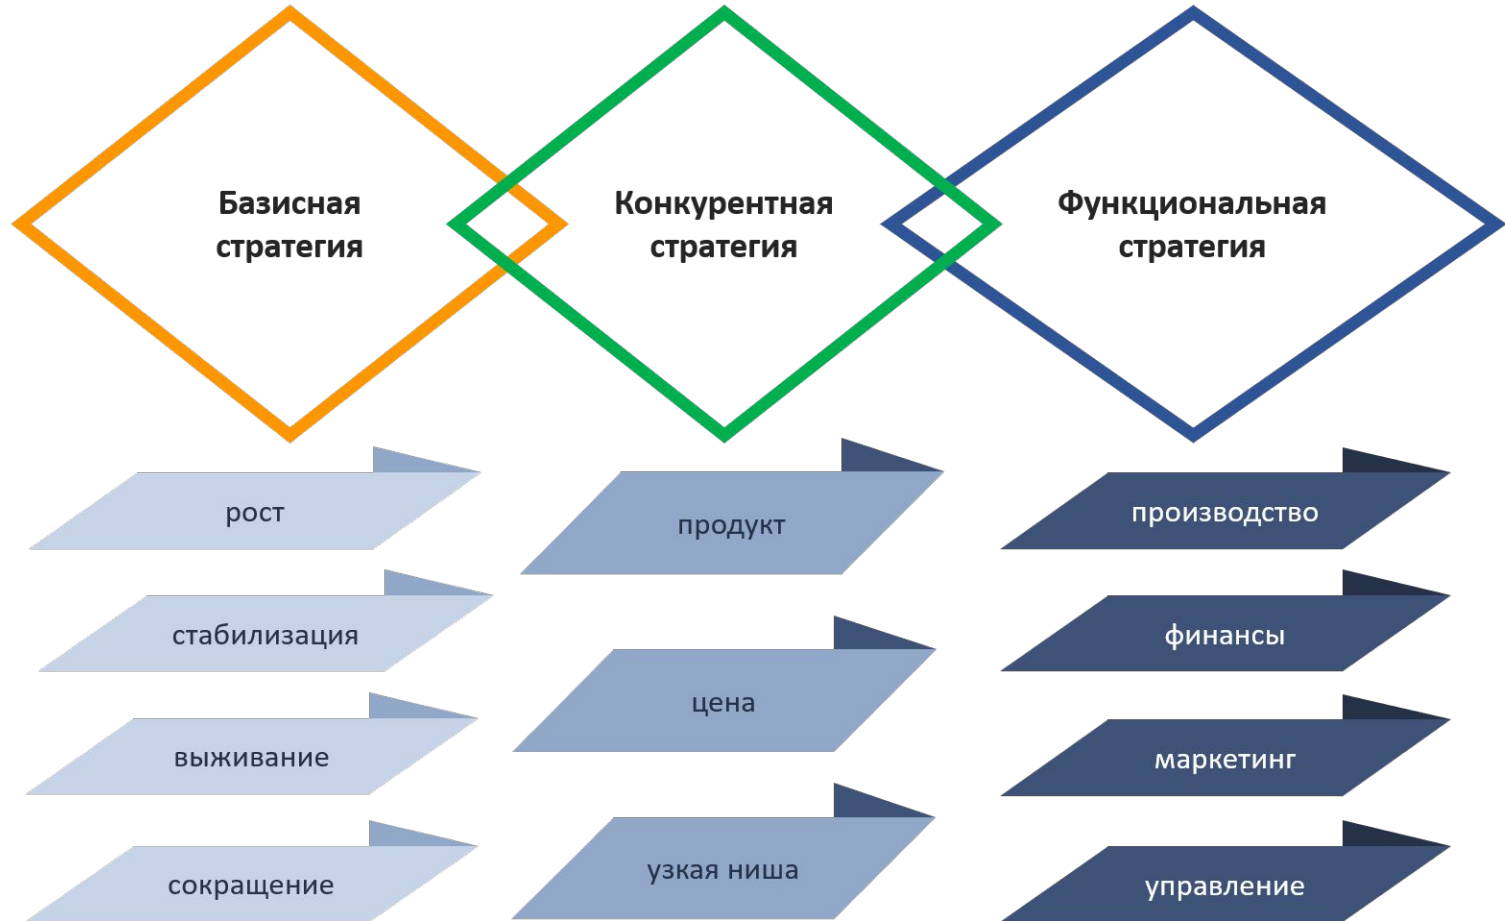 Базисная
стратегия
Конкурентная
стратегия
Функциональная
стратегия
рост
стабилизация
выживание
сокращение
продукт
цена
узкая ниша
производство
финансы
маркетинг
управление